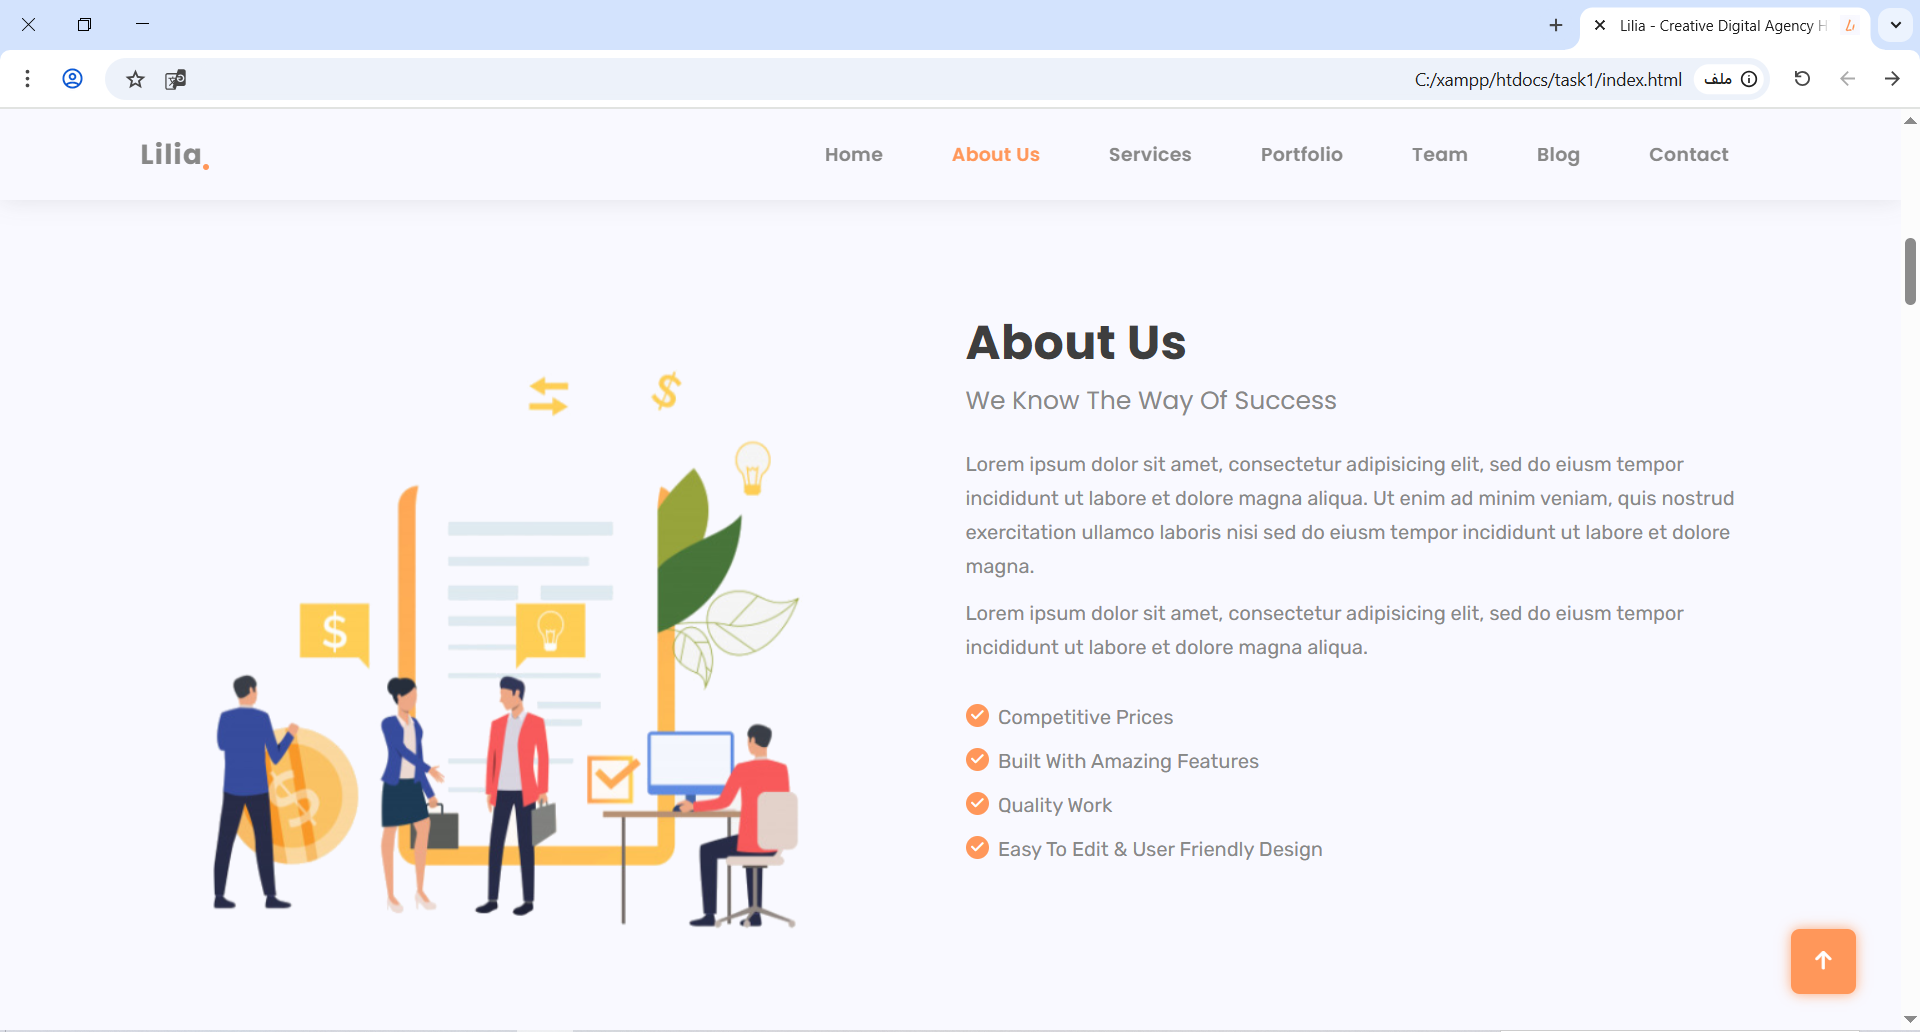 Lilia - Creative Digital Agency H
C:/xampp/htdocs/task1/index.html
ملف
Lilia.
Home
About Us
Services
Portfolio
Team
Blog
Contact
About Us
We Know The Way Of Success
Lorem ipsum dolor sit amet, consectetur adipisicing elit, sed do eiusm tempor
incididunt ut labore et dolore magna aliqua. Ut enim ad minim veniam, quis nostrud
exercitation ullamco laboris nisi sed do eiusm tempor incididunt ut labore et dolore
magna.
Lorem ipsum dolor sit amet, consectetur adipisicing elit, sed do eiusm tempor
incididunt ut labore et dolore magna aliqua.
Competitive Prices
Built With Amazing Features
Quality Work
Easy To Edit & User Friendly Design
$
$
$